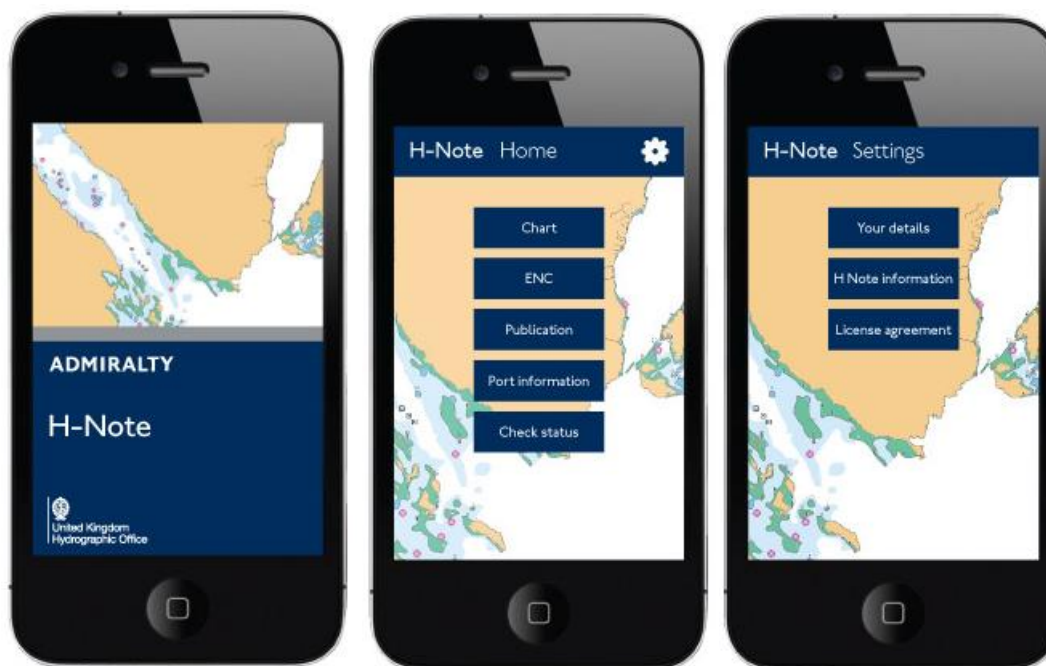 ADMIRALTY
H-Note
United Kingdom
Hydrographic Office
H-Note Home
Chart
ENC
Publication
Port information
Check status
H-Note Settings
Your details
H Note information
License agreement